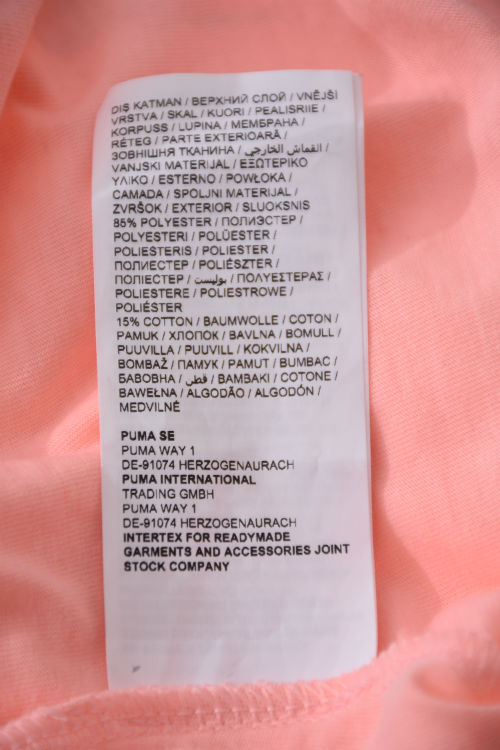 DIŞ KATMAN / ВЕРХНИЙ СЛОЙ / VNĚJŠÍ
VRSTVA / SKAL / KUORI / PEALISRIIE /
KORPUSS / LUPINA / МЕМБРАНА /
RÉTEG / PARTE EXTERIOARĂ /
ЗОВНІШНЯ ТКАНИНА / القماش الخارجي /
VANJSKI MATERIJAL / ΕΞΩΤΕΡΙΚΟ
ΥΛΙΚΟ / ESTERNO / POWŁOKA /
CAMADA / SPOLJNI MATERIJAL /
ZVRŠOK / EXTERIOR / SLUOKSNIS
85% POLYESTER / ПОЛИЭСТЕР /
POLYESTERI / POLÜESTER /
POLIESTERIS / POLIESTER /
ПОЛИЕСТЕР / POLIÉSZTER /
ПОЛІЕСТЕР / بوليستر / ΠΟΛΥΕΣΤΕΡΑΣ /
POLIESTERE / POLIESTROWE /
POLIÉSTER
15% COTTON / BAUMWOLLE / COTON /
PAMUK / ХЛОПОК / BAVLNA / BOMULL /
PUUVILLA / PUUVILL / KOKVILNA /
BOMBAŽ / ПАМУК / PAMUT / BUMBAC /
БАВОВНА / قطن / ΒΑΜΒΑΚΙ / COTONE /
BAWEŁNA / ALGODÃO / ALGODÓN /
MEDVILNĖ
PUMA SE
PUMA WAY 1
DE-91074 HERZOGENAURACH
PUMA INTERNATIONAL
TRADING GMBH
PUMA WAY 1
DE-91074 HERZOGENAURACH
INTERTEX FOR READYMADE
GARMENTS AND ACCESSORIES JOINT
STOCK COMPANY